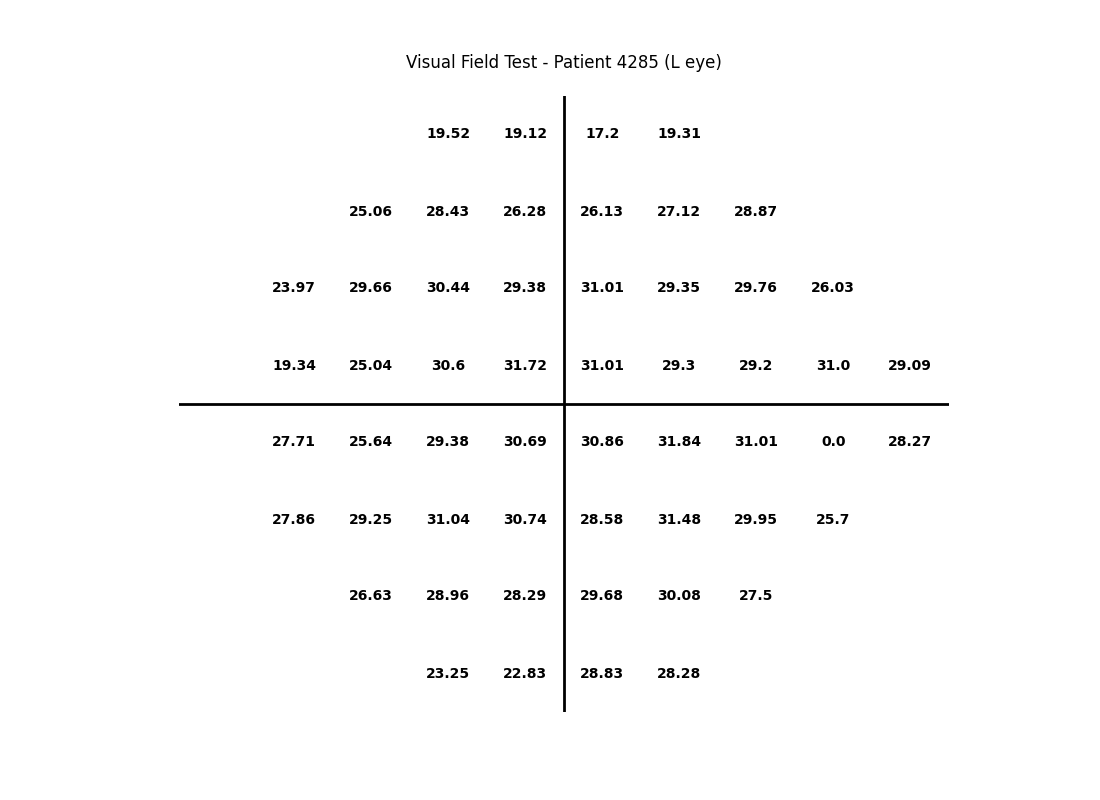 Visual Field Test - Patient 4285 (L eye)
19.52 19.12 17.2 19.31
25.06 28.43 26.28 26.13 27.12 28.87
23.97 29.66 30.44 29.38 31.01 29.35 29.76 26.03
19.34 25.04 30.6 31.72 31.01 29.3 29.2 31.0 29.09
27.71 25.64 29.38 30.69 30.86 31.84 31.01 0.0 28.27
27.86 29.25 31.04 30.74 28.58 31.48 29.95 25.7
26.63 28.96 28.29 29.68 30.08 27.5
23.25 22.83 28.83 28.28